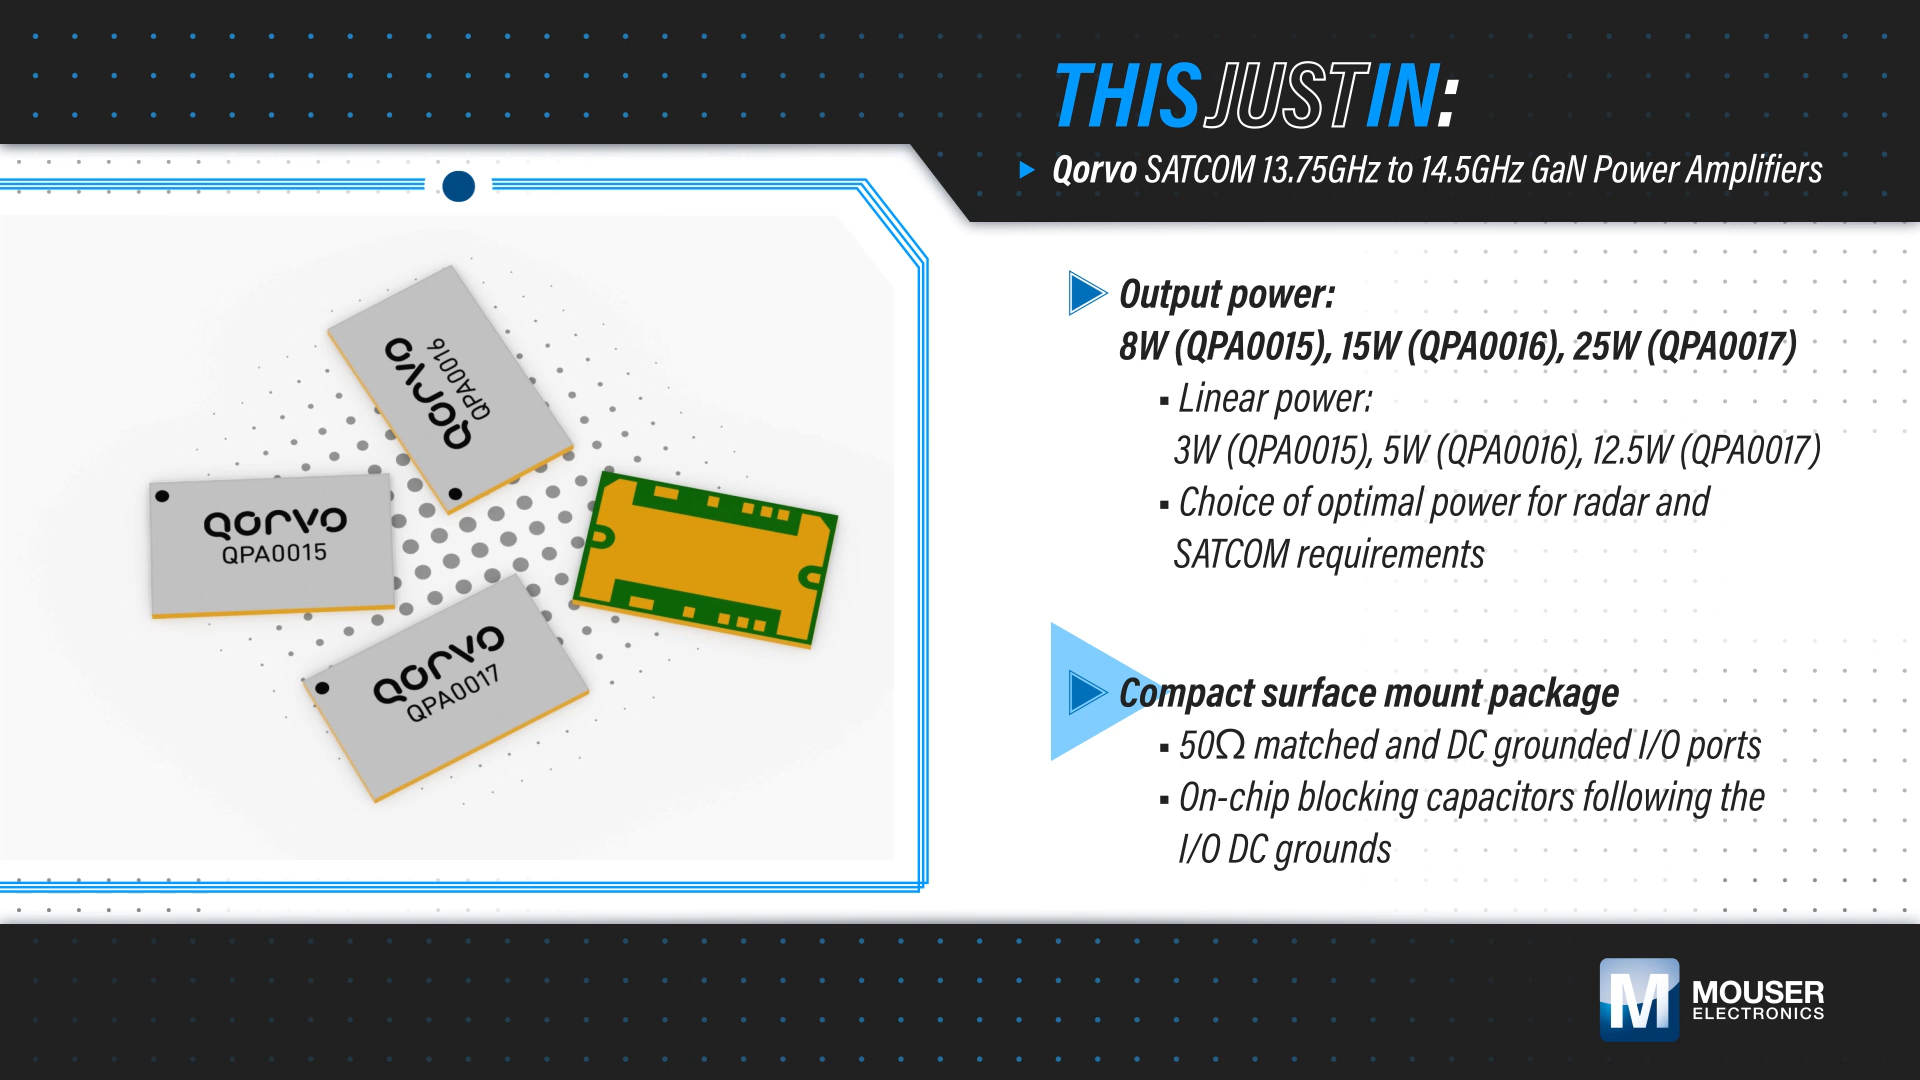 THIS JUST IN:
Qorvo SATCOM 13.75GHz to 14.5GHz GaN Power Amplifiers
QORVO
QPA0016
QORVO
QPA0015
QORVO
QPA0017
Output power:
8W (QPA0015), 15W (QPA0016), 25W (QPA0017)
▪ Linear power:
3W (QPA0015), 5W (QPA0016), 12.5W (QPA0017)
▪ Choice of optimal power for radar and
SATCOM requirements
Compact surface mount package
▪ 50Ω matched and DC grounded I/O ports
▪ On-chip blocking capacitors following the
I/O DC grounds
M
MOUSER
ELECTRONICS